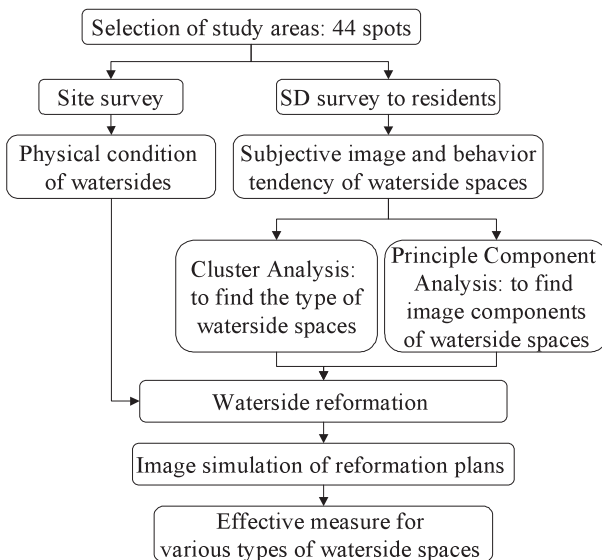 Selection of study areas: 44 spots
Site survey
SD survey to residents
Physical condition
of watersides
Subjective image and behavior
tendency of waterside spaces
Cluster Analysis:
to find the type of
waterside spaces
Principle Component
Analysis: to find
image components
of waterside spaces
Waterside reformation
Image simulation of reformation plans
Effective measure for
various types of waterside spaces